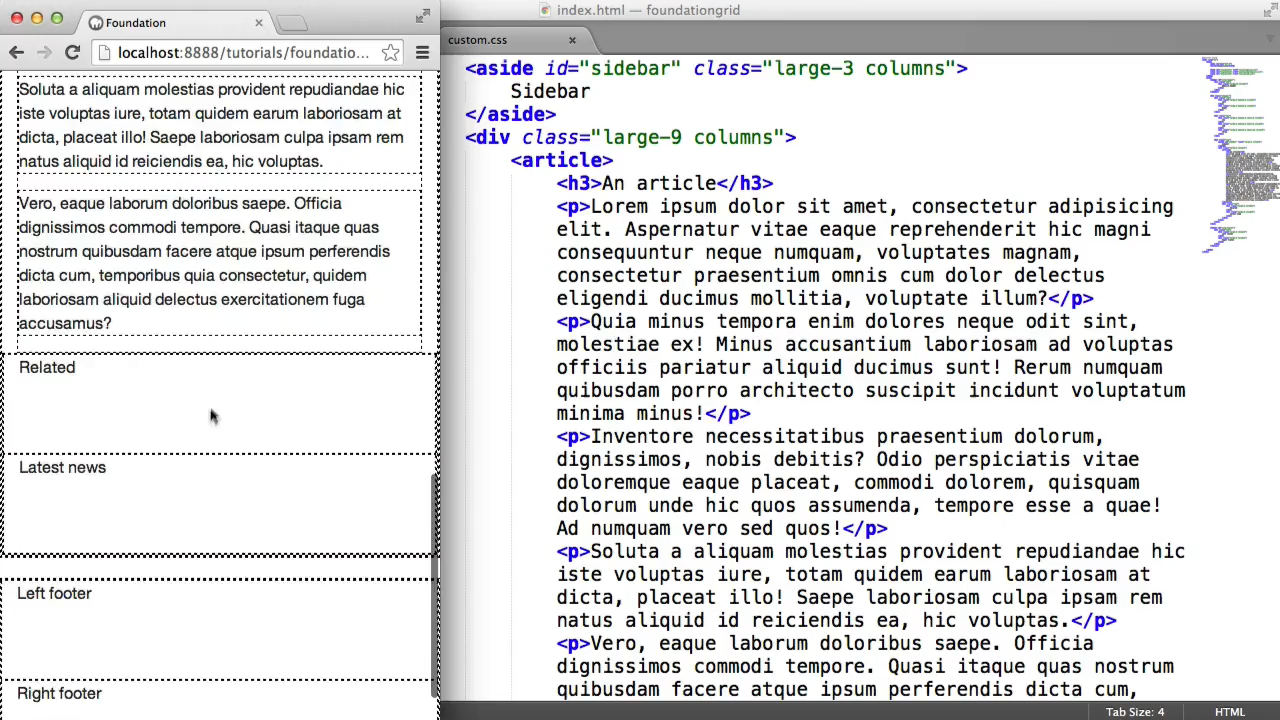 Foundation
localhost:8888/tutorials/foundatio...
Soluta a aliquam molestias provident repudiandae hic
iste voluptas iure, totam quidem earum laboriosam at
dicta, placeat illo! Saepe laboriosam culpa ipsam rem
natus aliquid id reiciendis ea, hic voluptas.
Vero, eaque laborum doloribus saepe. Officia
dignissimos commodi tempore. Quasi itaque quas
nostrum quibusdam facere atque ipsum perferendis
dicta cum, temporibus quia consectetur, quidem
laboriosam aliquid delectus exercitationem fuga
accusamus?
Related
Latest news
Left footer
Right footer
index.html — foundationgrid
custom.css
<aside id="sidebar" class="large-3 columns">
Sidebar
</aside>
<div class="large-9 columns">
<article>
<h3>An article</h3>
<p>Lorem ipsum dolor sit amet, consectetur adipisicing
elit. Aspernatur vitae eaque reprehenderit hic magni
consequuntur neque numquam, voluptates magnam,
consectetur praesentium omnis cum dolor delectus
eligendi ducimus mollitia, voluptate illum?</p>
<p>Quia minus tempora enim dolores neque odit sint,
molestiae ex! Minus accusantium laboriosam ad voluptas
officiis pariatur aliquid ducimus sunt! Rerum numquam
quibusdam porro architecto suscipit incidunt voluptatum
minima minus!</p>
<p>Inventore necessitatibus praesentium dolorum,
dignissimos, nobis debitis? Odio perspiciatis vitae
doloremque eaque placeat, commodi dolorem, quisquam
dolorum unde hic quos assumenda, tempore esse a quae!
Ad numquam vero sed quos!</p>
<p>Soluta a aliquam molestias provident repudiandae hic
iste voluptas iure, totam quidem earum laboriosam at
dicta, placeat illo! Saepe laboriosam culpa ipsam rem
natus aliquid id reiciendis ea, hic voluptas.</p>
<p>Vero, eaque laborum doloribus saepe. Officia
dignissimos commodi tempore. Quasi itaque quas nostrum
quibusdam facere atque ipsum perferendis dicta cum,
Tab Size: 4
HTML